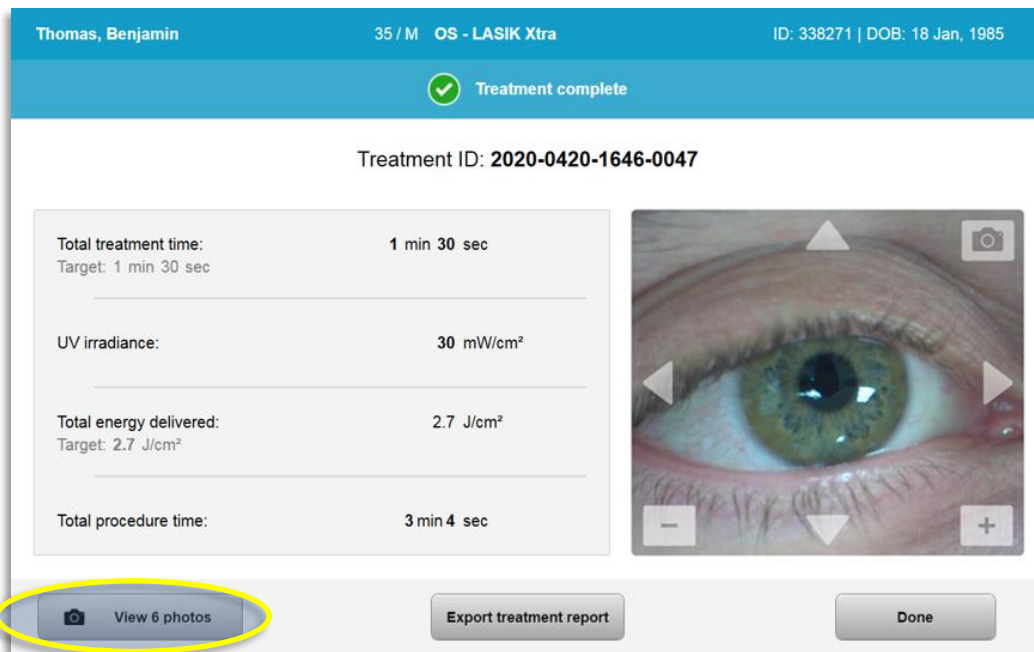 Thomas, Benjamin 35 / M OS - LASIK Xtra ID: 338271 | DOB: 18 Jan, 1985
Treatment complete
Treatment ID: 2020-0420-1646-0047
Total treatment time: 1 min 30 sec
Target: 1 min 30 sec
UV irradiance: 30 mW/cm²
Total energy delivered: 2.7 J/cm²
Target: 2.7 J/cm²
Total procedure time: 3 min 4 sec
View 6 photos Export treatment report Done